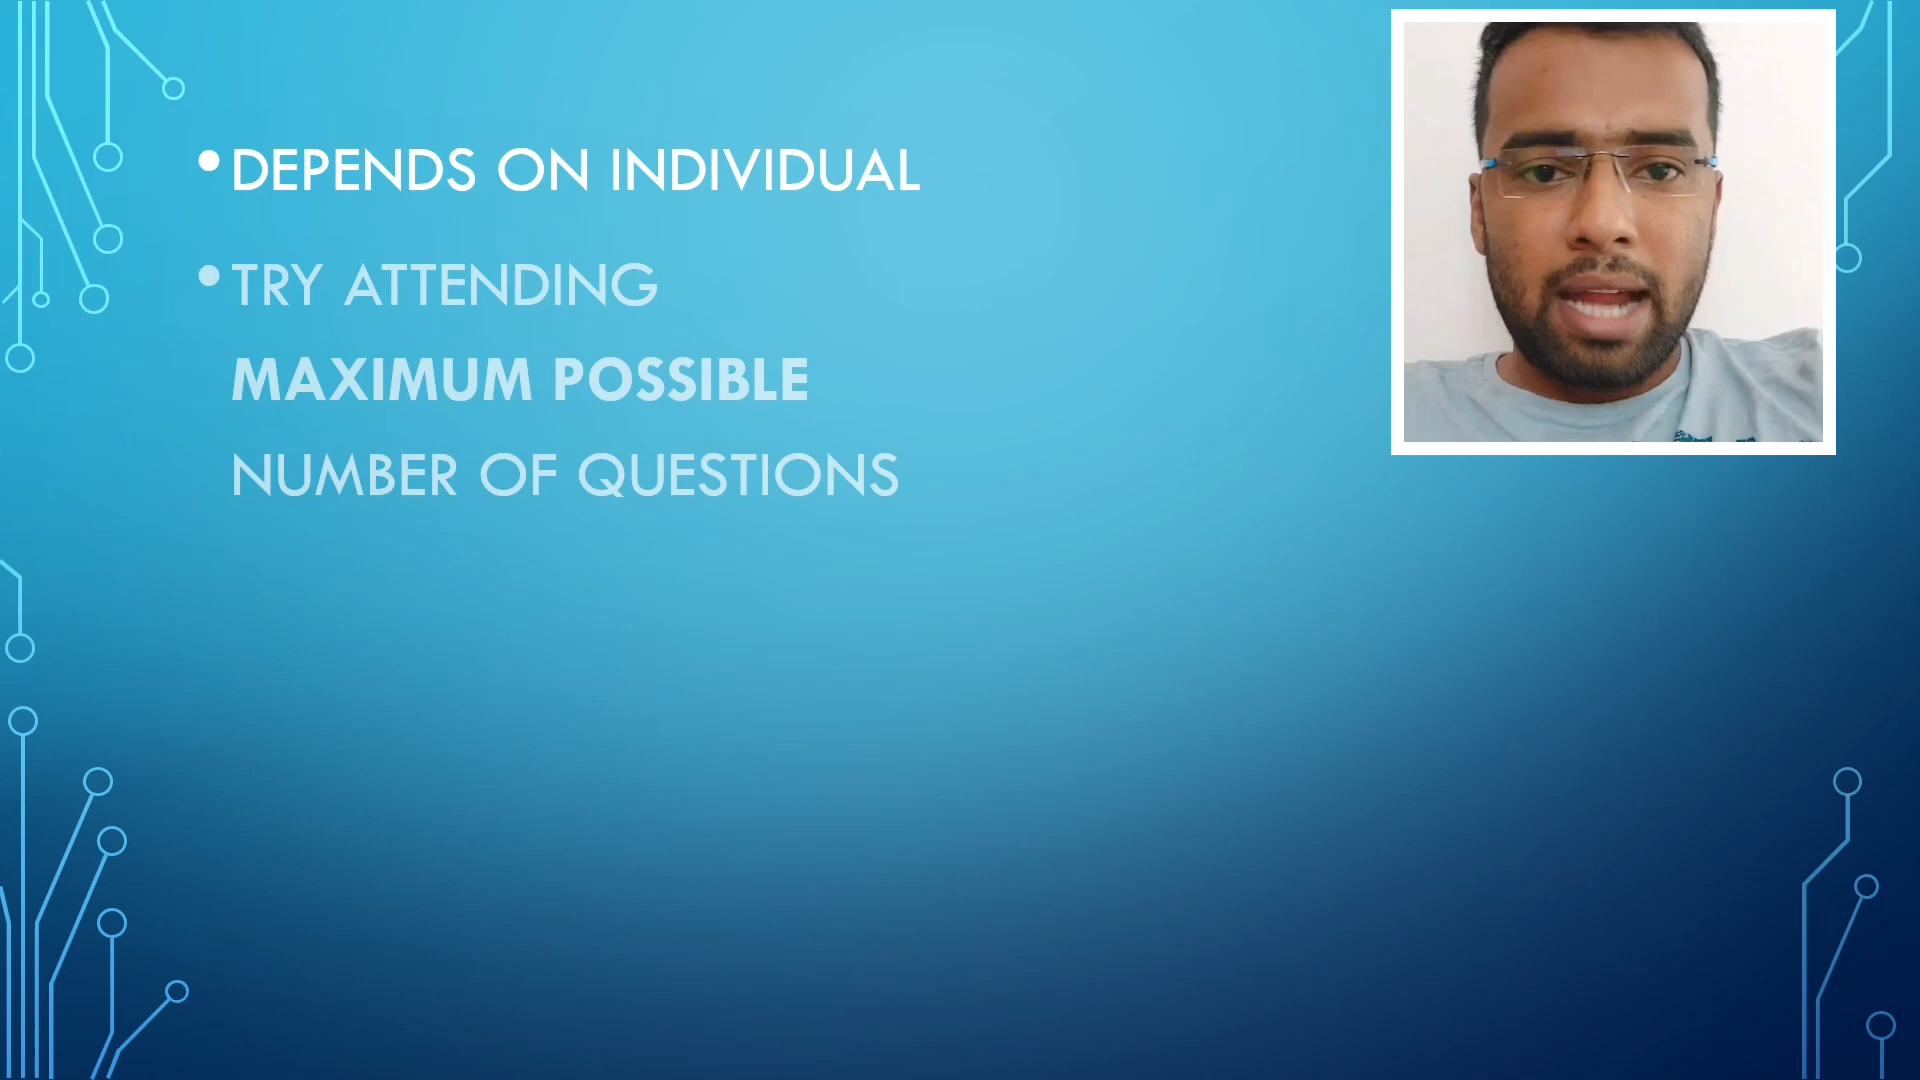 • DEPENDS ON INDIVIDUAL
• TRY ATTENDING
MAXIMUM POSSIBLE
NUMBER OF QUESTIONS